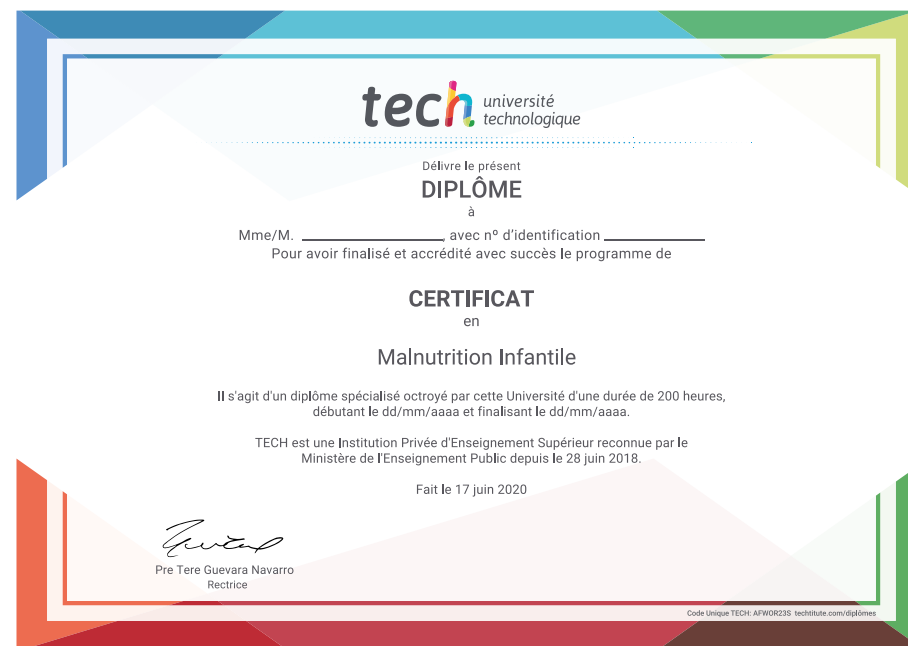 tech université
technologique
Délivre le présent
DIPLÔME
à
Mme/M. ____________________, avec nº d'identification ______________
Pour avoir finalisé et accrédité avec succès le programme de
CERTIFICAT
en
Malnutrition Infantile
Il s'agit d'un diplôme spécialisé octroyé par cette Université d'une durée de 200 heures,
débutant le dd/mm/aaaa et finalisant le dd/mm/aaaa.
TECH est une Institution Privée d'Enseignement Supérieur reconnue par le
Ministère de l'Enseignement Public depuis le 28 juin 2018.
Fait le 17 juin 2020
Pre Tere Guevara Navarro
Rectrice
Code Unique TECH: AFWOR23S techtitute.com/diplômes